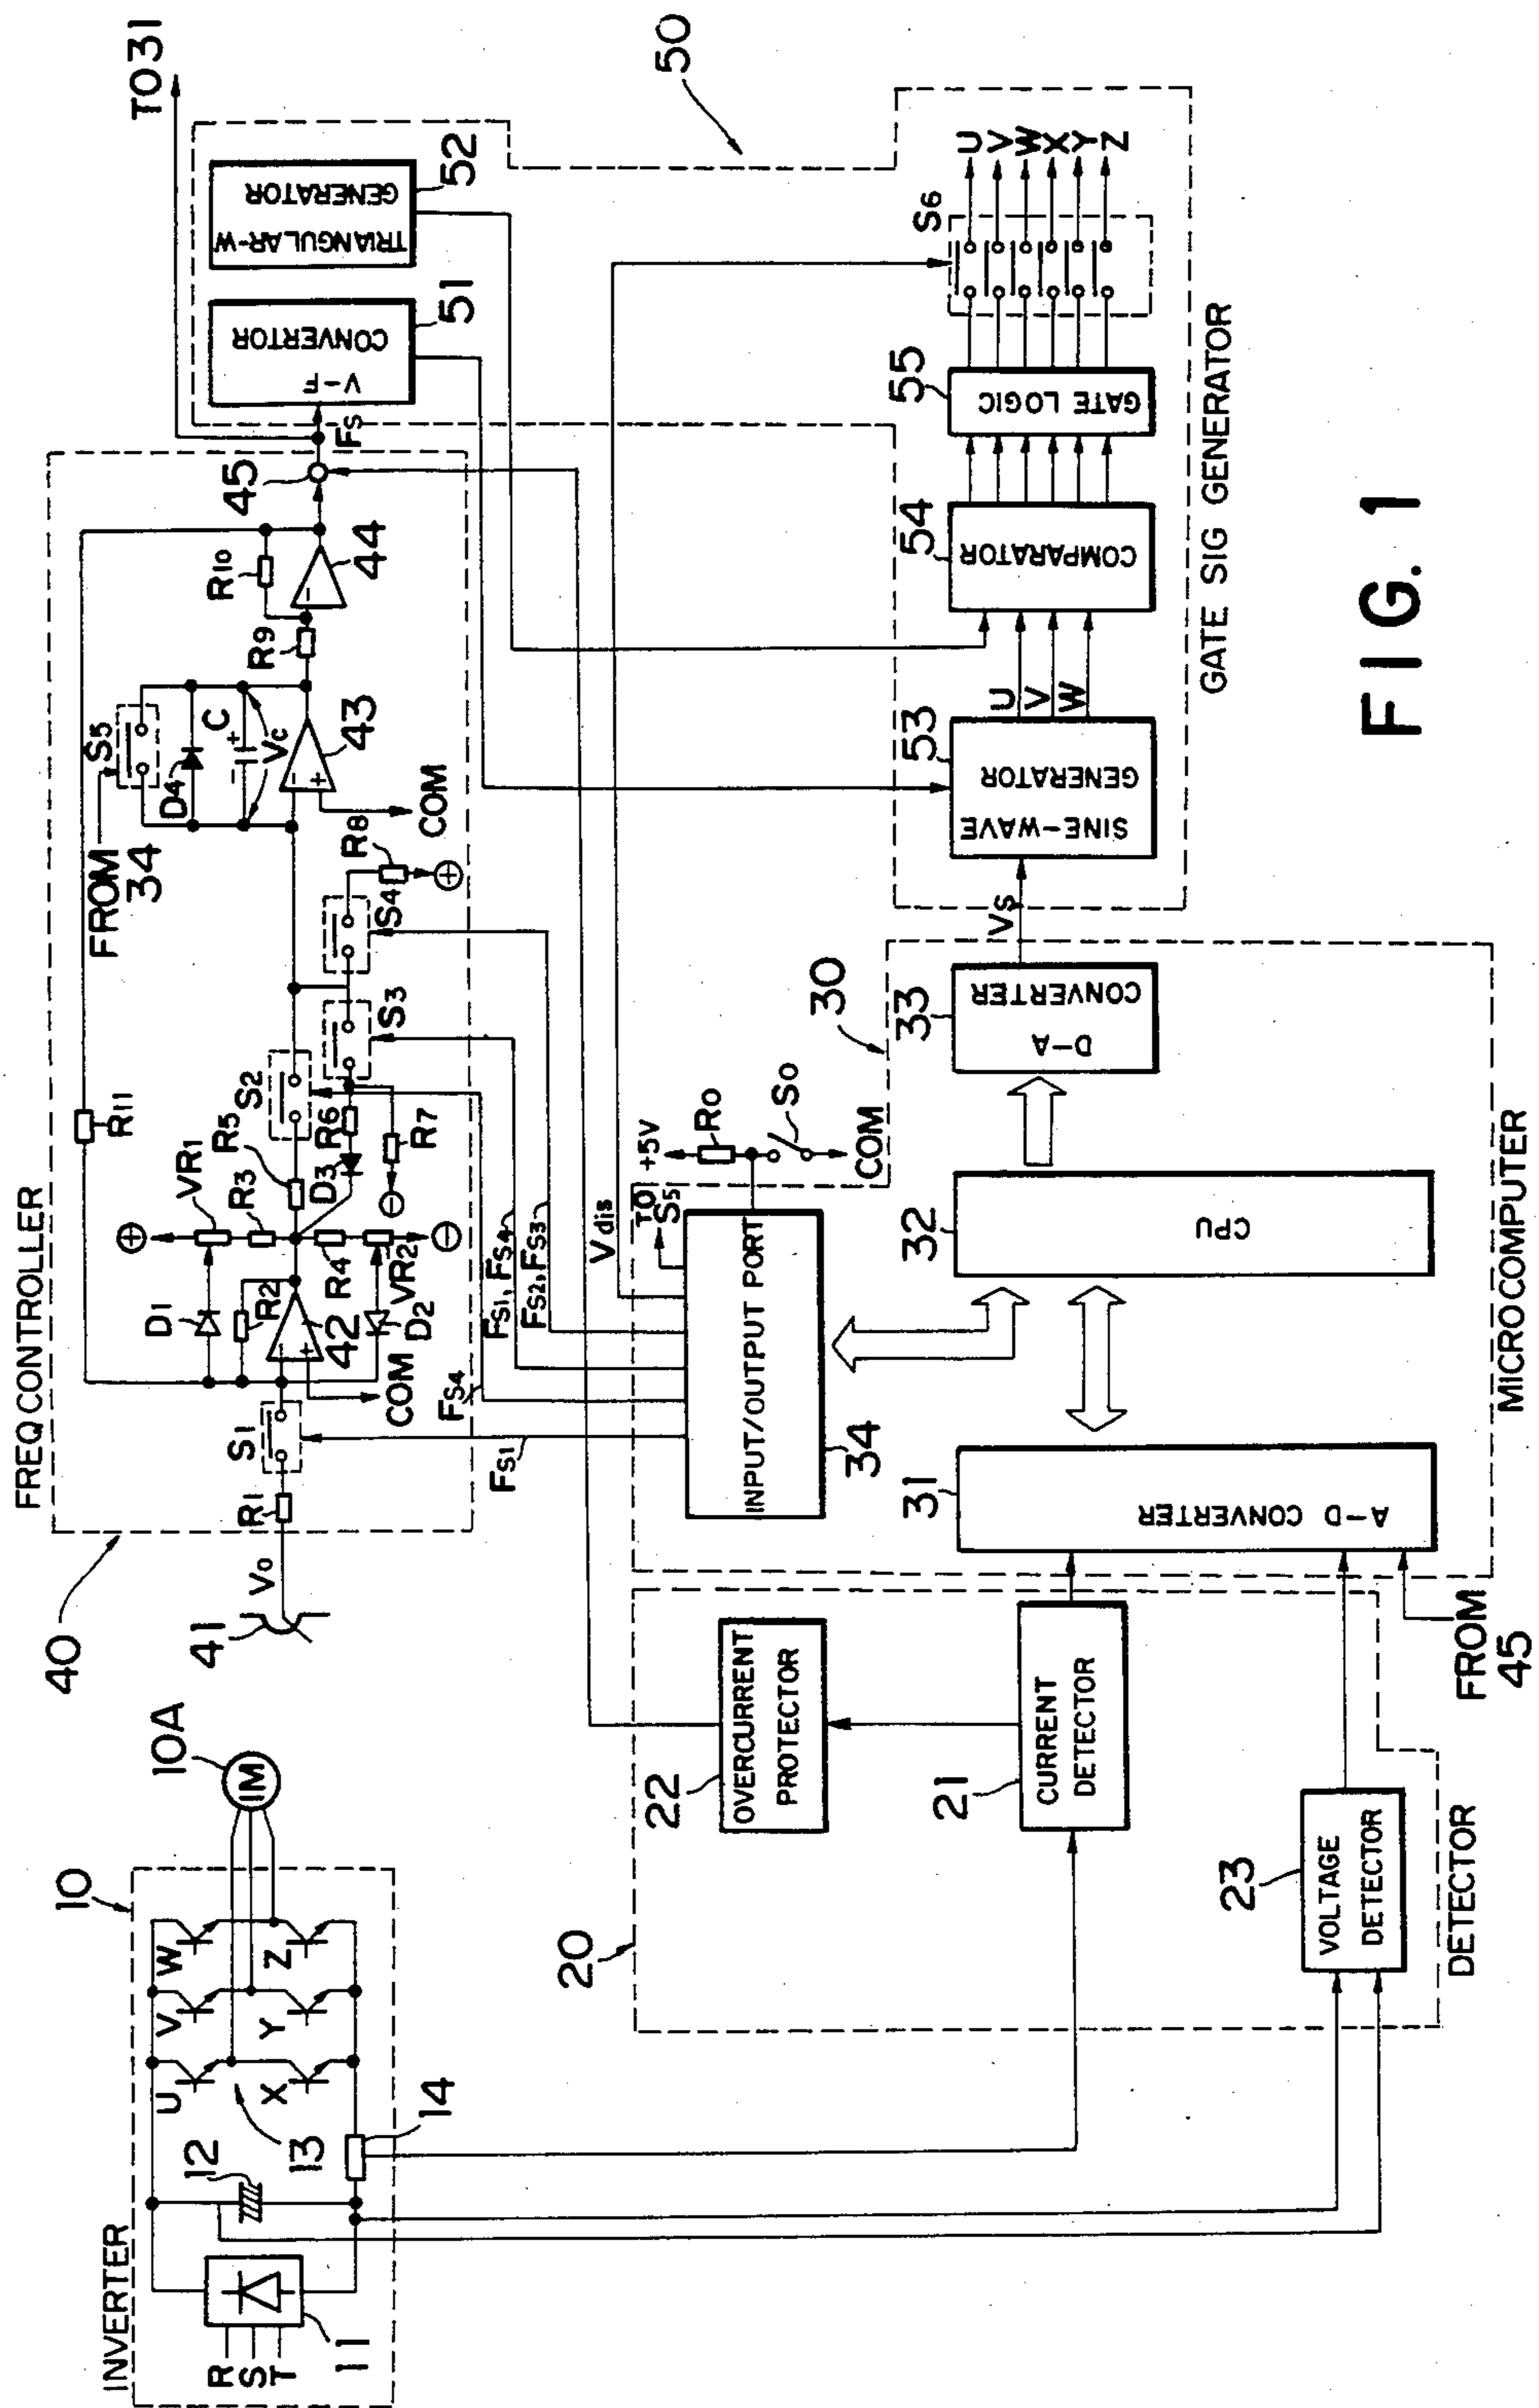 FIG. 1
INVERTER
10
R
S
T
11
12
13
14
U
V
W
X
Y
Z
IM
10A
FREQ CONTROLLER
40
41
Vo
R1
S1
COM
42
R2
D1
VR1
R3
R4
VR2
D2
R5
D3
R6
R7
S2
S3
S4
R8
COM
43
FROM
34
S5
D4
C
Vc
R9
R10
44
R11
45
FS
TO31
20
DETECTOR
22
OVERCURRENT
PROTECTOR
21
CURRENT
DETECTOR
23
VOLTAGE
DETECTOR
FROM
45
30
MICROCOMPUTER
INPUT/OUTPUT PORT
34
FS1
FS4
FS1, FS4
FS2, FS3
Vdis
TO
S5
+5V
R0
S0
COM
31
A-D CONVERTER
32
CPU
33
D-A
CONVERTER
Vs
50
GATE SIG GENERATOR
51
V-F
CONVERTOR
52
TRIANGULAR-W
GENERATOR
53
SINE-WAVE
GENERATOR
U
V
W
54
COMPARATOR
55
GATE LOGIC
S6
U
V
W
X
Y
Z